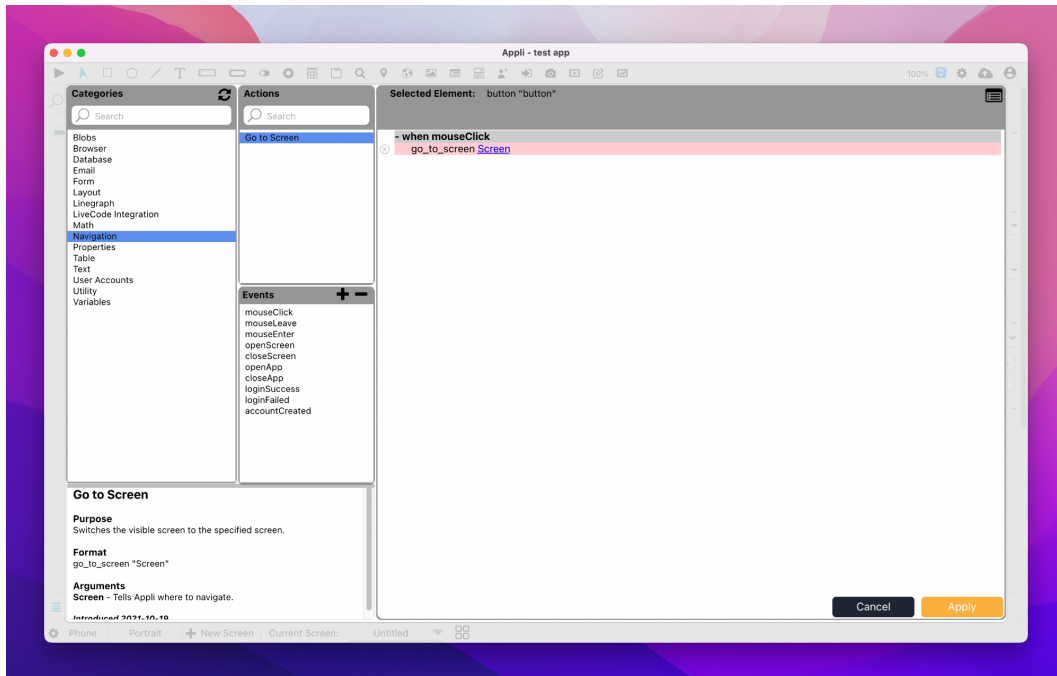 Appli - test app
T
100%
Categories
Search
Blobs
Browser
Database
Email
Form
Layout
Linegraph
LiveCode Integration
Math
Navigation
Properties
Table
Text
User Accounts
Utility
Variables
Actions
Search
Go to Screen
Events
mouseClick
mouseLeave
mouseEnter
openScreen
closeScreen
openApp
closeApp
loginSuccess
loginFailed
accountCreated
Selected Element: button "button"
- when mouseClick
go_to_screen Screen
Go to Screen
Purpose
Switches the visible screen to the specified screen.
Format
go_to_screen "Screen"
Arguments
Screen - Tells Appli where to navigate.
Introduced 2021-10-19
Cancel
Apply
Phone Portrait New Screen Current Screen: Untitled